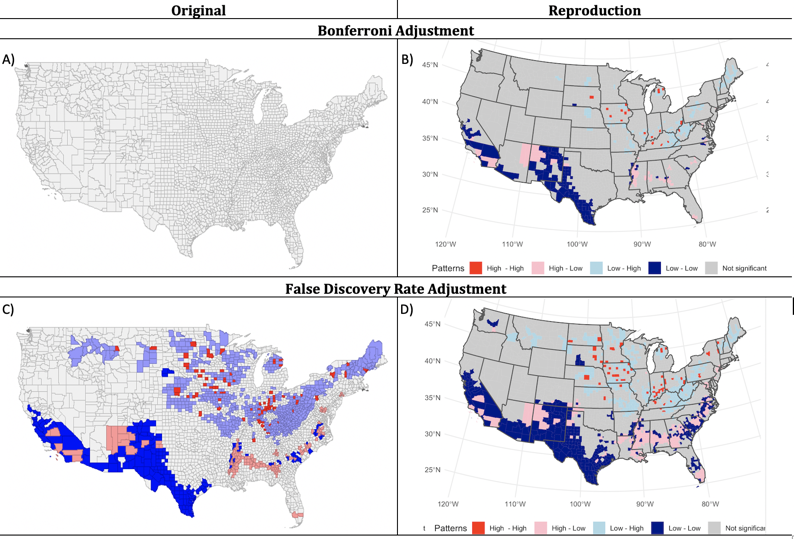 Original Reproduction
Bonferroni Adjustment
A) B)
45°N
40°N
35°N
30°N
25°N
120°W 110°W 100°W 90°W 80°W
Patterns High - High High - Low Low - High Low - Low Not significant
False Discovery Rate Adjustment
C) D)
45°N
40°N
35°N
30°N
25°N
120°W 110°W 100°W 90°W 80°W
Patterns High - High High - Low Low - High Low - Low Not significan